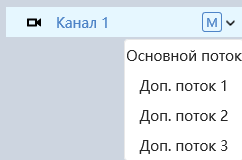 Канал 1 M
Основной поток
Доп. поток 1
Доп. поток 2
Доп. поток 3